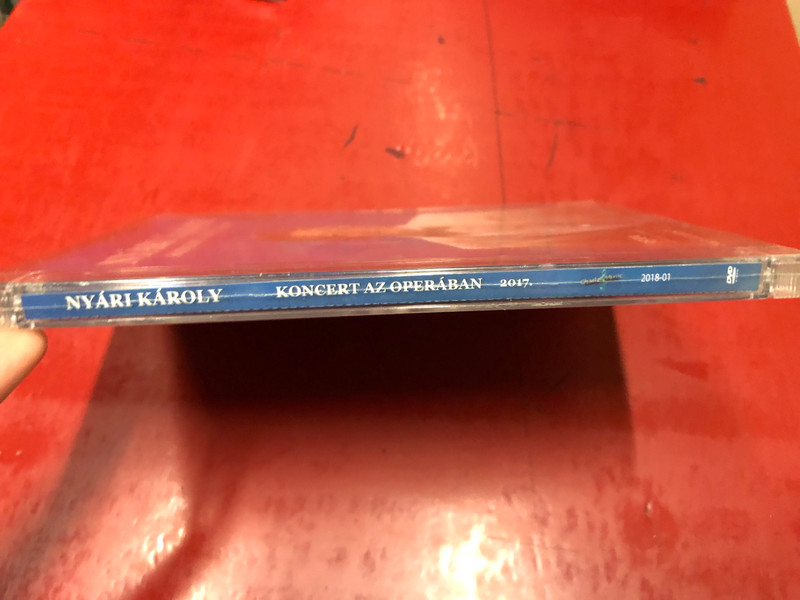 NYÁRI KÁROLY KONCERT AZ OPERÁBAN 2017. 2018-01 DVD